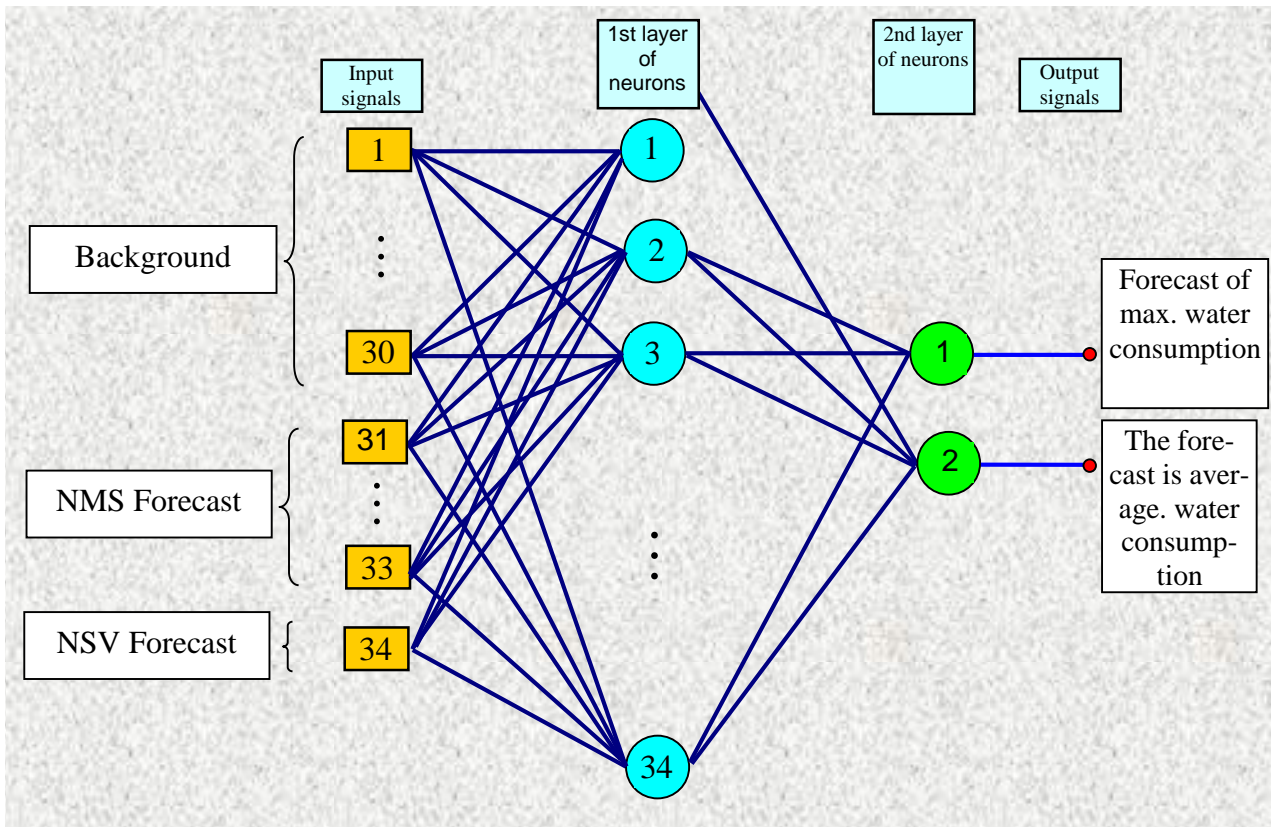 Input
signals
1st layer
of
neurons
2nd layer
of neurons
Output
signals
Background
NMS Forecast
NSV Forecast
1
30
31
33
34
1
2
3
34
1
2
Forecast of
max. water
consumption
The fore-
cast is aver-
age. water
consump-
tion